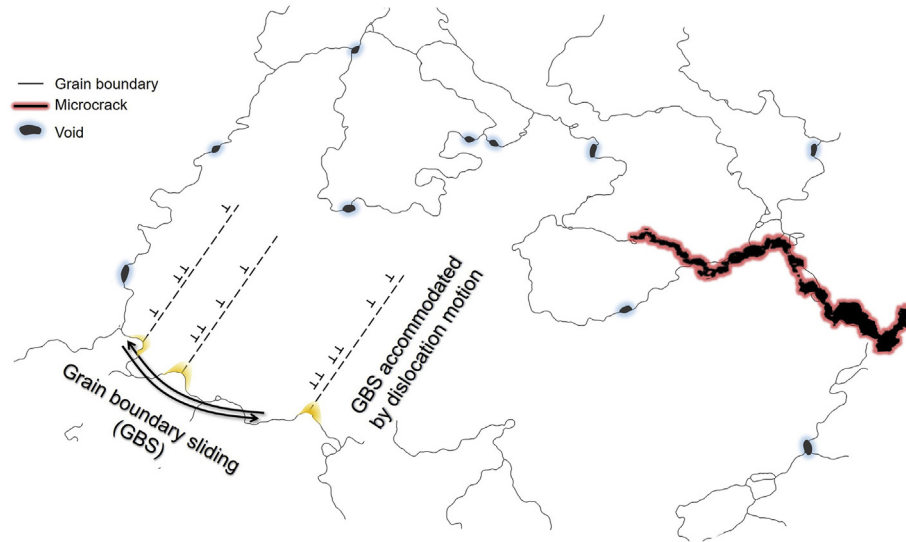 Grain boundary
Microcrack
Void
GBS accommodated
by dislocation motion
Grain boundary sliding
(GBS)